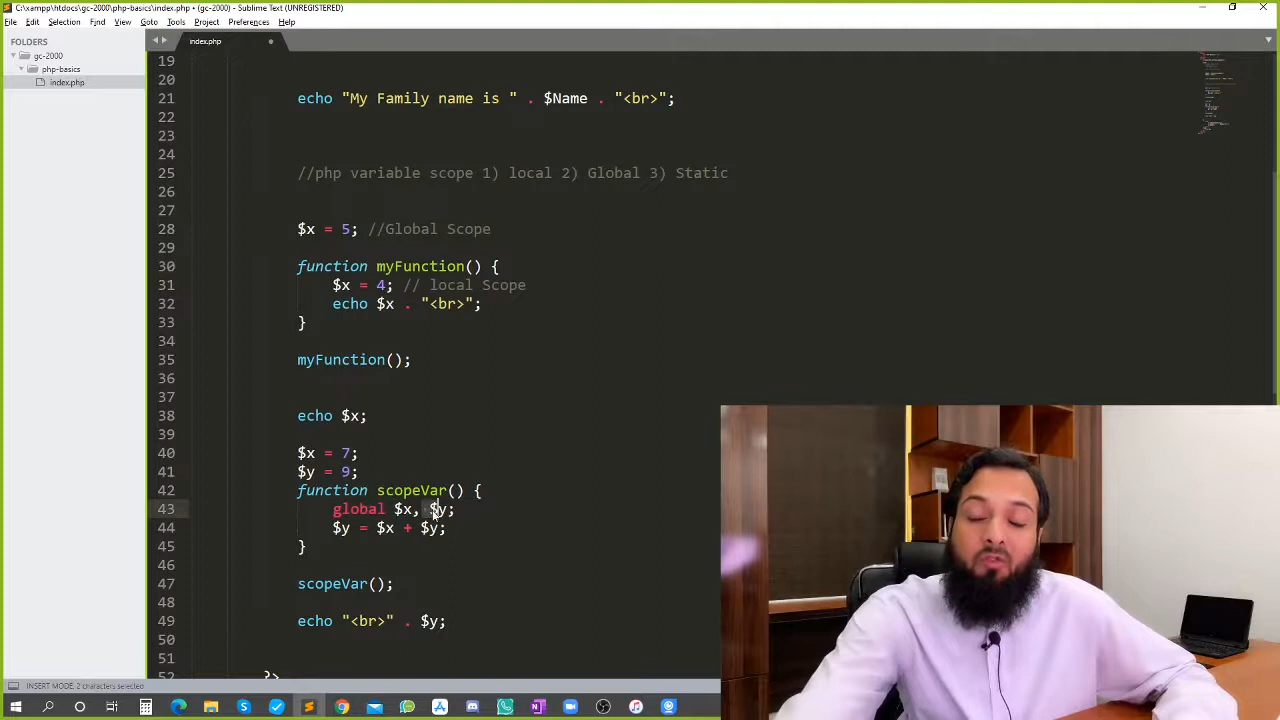 C:\xampp\htdocs\gc-2000\php-basics\index.php • (gc-2000) - Sublime Text (UNREGISTERED)
File Edit Selection Find View Goto Tools Project Preferences Help
FOLDERS
gc-2000
php-basics
index.php
index.php
19
20
21 echo "My Family name is " . $Name . "<br>";
22
23
24
25 //php variable scope 1) local 2) Global 3) Static
26
27
28 $x = 5; //Global Scope
29
30 function myFunction() {
31 $x = 4; // local Scope
32 echo $x . "<br>";
33 }
34
35 myFunction();
36
37
38 echo $x;
39
40 $x = 7;
41 $y = 9;
42 function scopeVar() {
43 global $x, $y;
44 $y = $x + $y;
45 }
46
47 scopeVar();
48
49 echo "<br>" . $y;
50
51
52 ?>
INSERT MODE, 2 characters selected